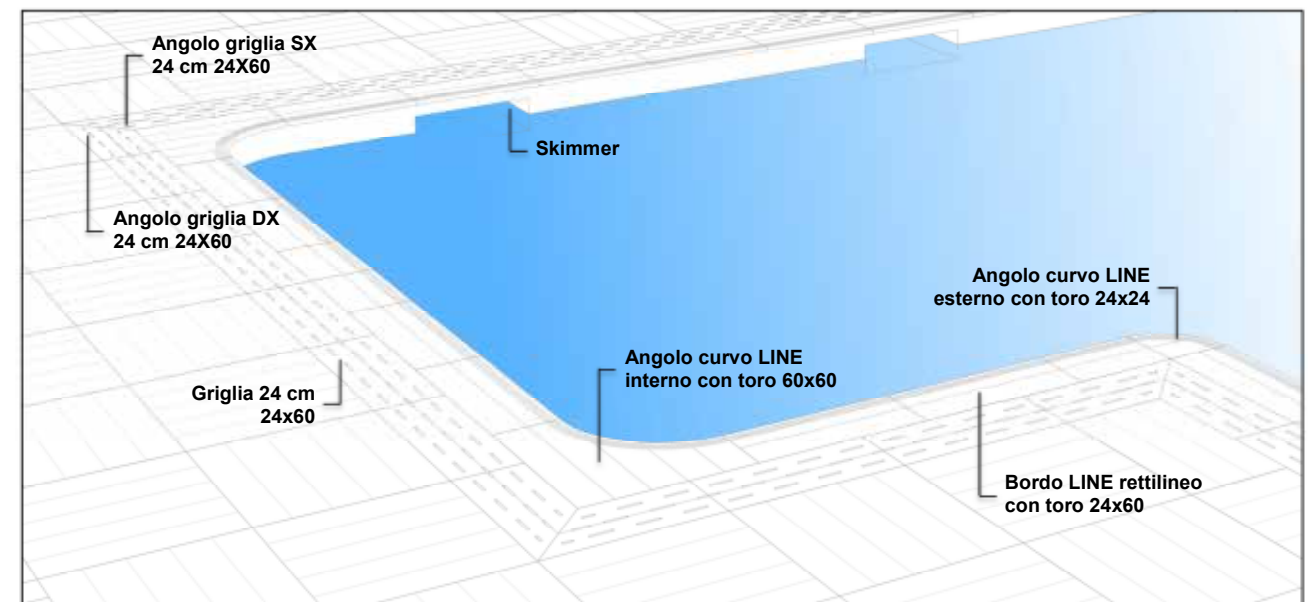 Angolo griglia SX
24 cm 24X60
Skimmer
Angolo griglia DX
24 cm 24X60
Angolo curvo LINE
esterno con toro 24x24
Angolo curvo LINE
interno con toro 60x60
Griglia 24 cm
24x60
Bordo LINE rettilineo
con toro 24x60